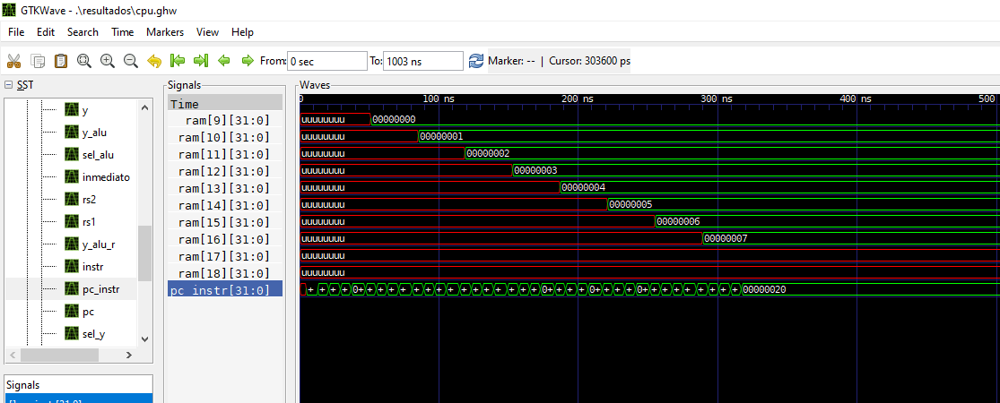 GTKWave - .\resultados\cpu.ghw
File Edit Search Time Markers View Help
From: 0 sec To: 1003 ns Marker: -- | Cursor: 303600 ps
SST
y
y_alu
sel_alu
inmediato
rs2
rs1
y_alu_r
instr
pc_instr
pc
sel_y
Signals
Signals
Time
ram[9][31:0]
ram[10][31:0]
ram[11][31:0]
ram[12][31:0]
ram[13][31:0]
ram[14][31:0]
ram[15][31:0]
ram[16][31:0]
ram[17][31:0]
ram[18][31:0]
pc_instr[31:0]
Waves
0 100 ns 200 ns 300 ns 400 ns 500
uuuuuuuu 00000000
uuuuuuuu 00000001
uuuuuuuu 00000002
uuuuuuuu 00000003
uuuuuuuu 00000004
uuuuuuuu 00000005
uuuuuuuu 00000006
uuuuuuuu 00000007
uuuuuuuu
uuuuuuuu
+ + + + 0+ + + + + + + + + + + + + + + + 0+ + + + 0+ + + + 0+ + + + + + + + + 00000020